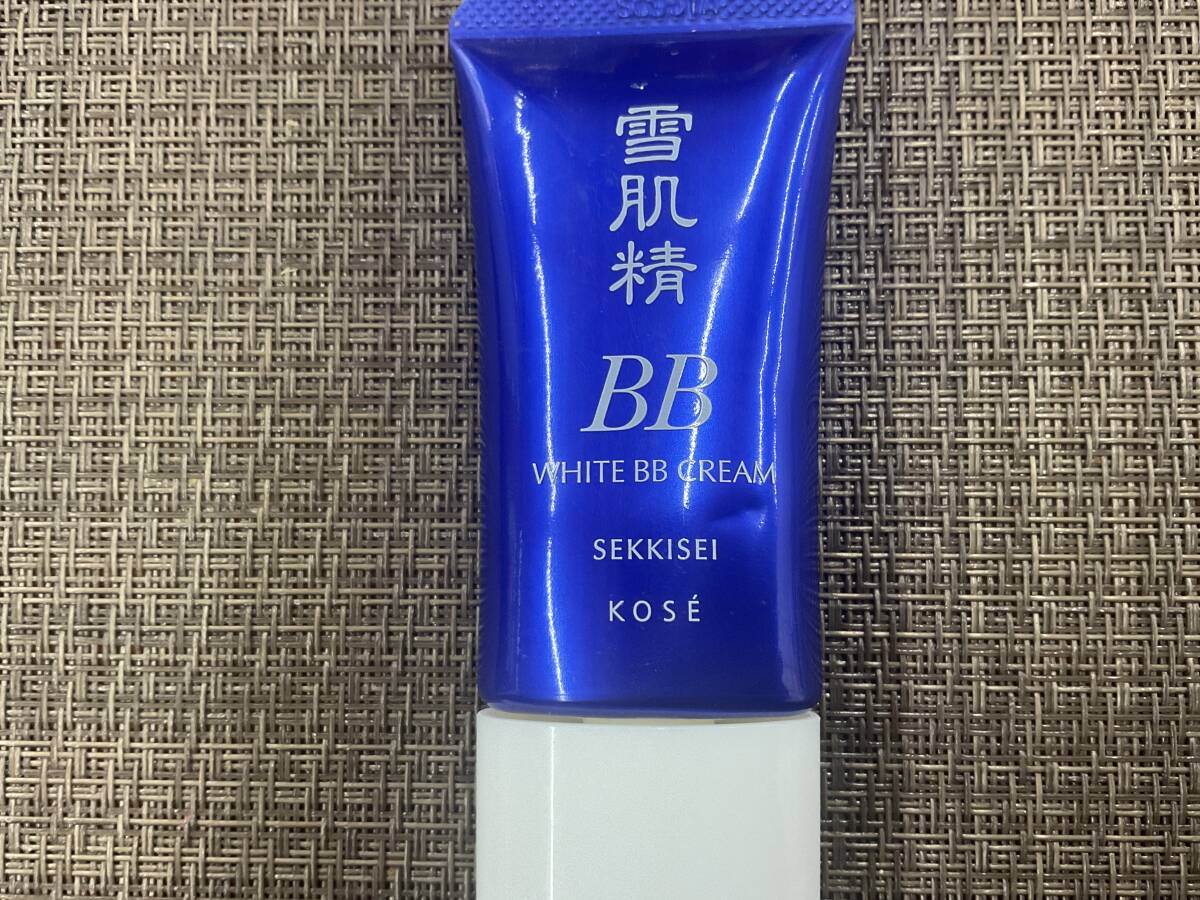 雪肌精
BB
WHITE BB CREAM
SEKKISEI
KOSÉ